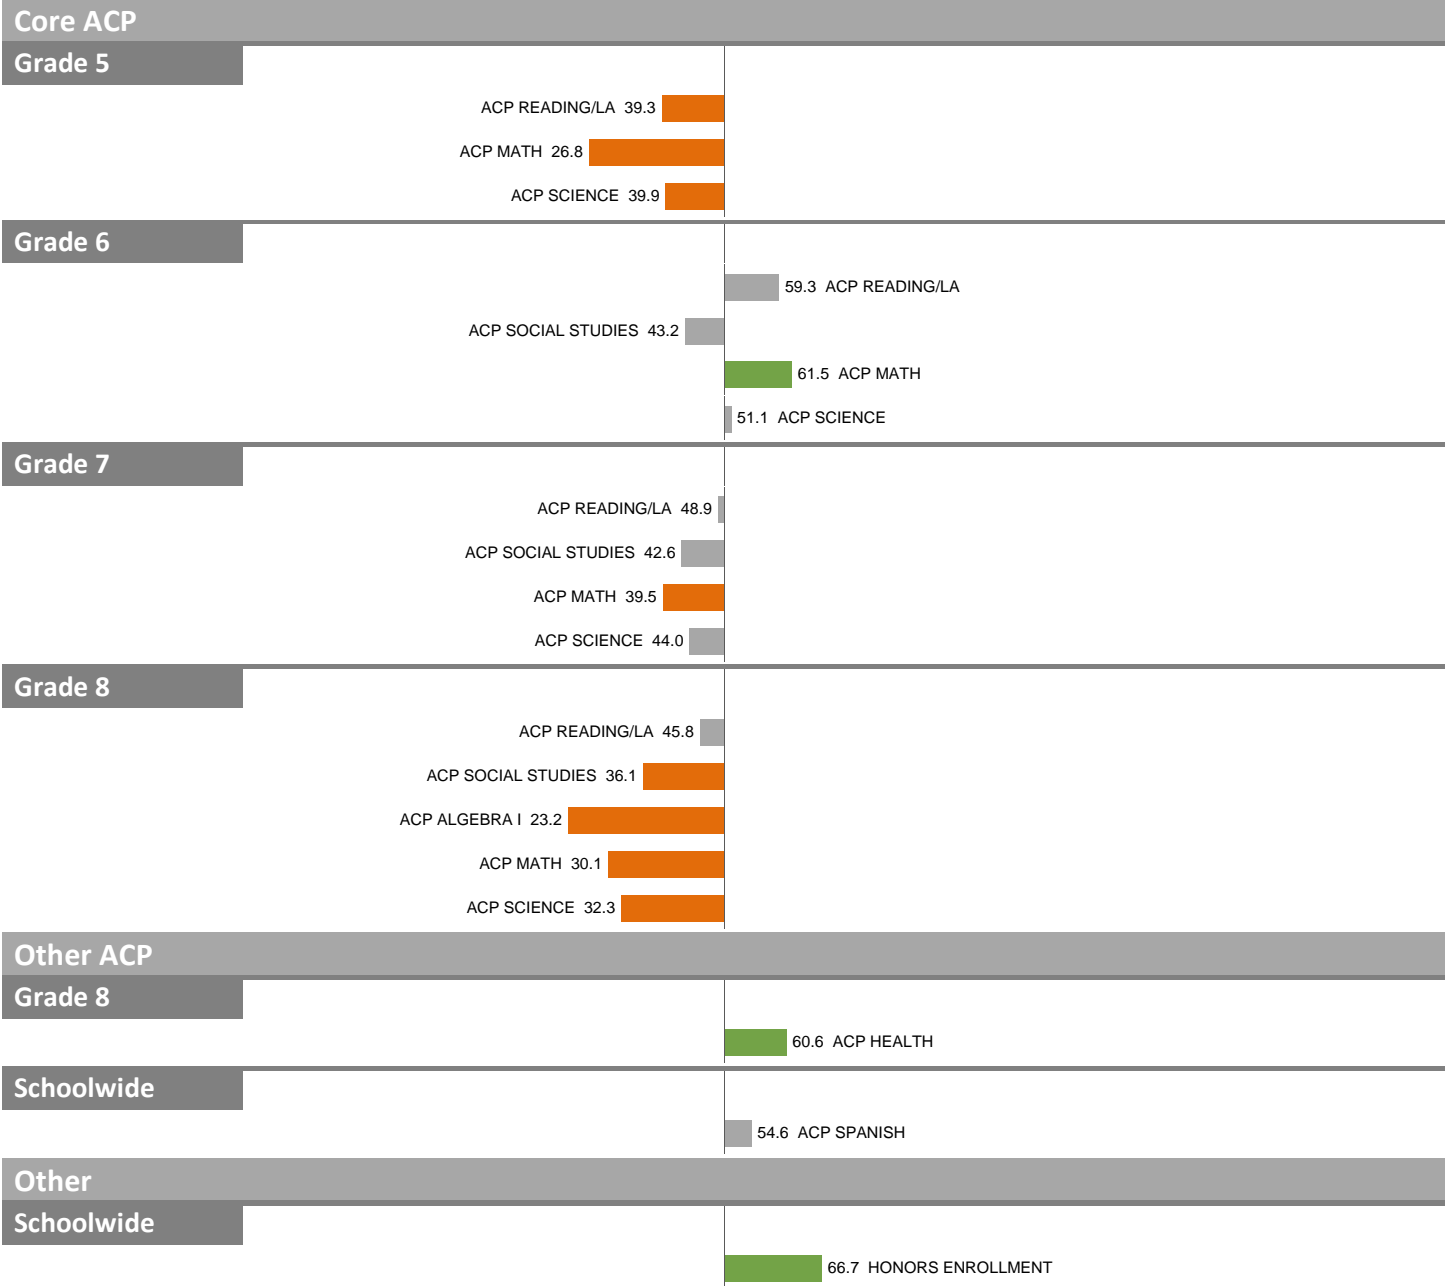 Core ACP
Grade 5
ACP READING/LA 39.3
ACP MATH 26.8
ACP SCIENCE 39.9
Grade 6
59.3 ACP READING/LA
ACP SOCIAL STUDIES 43.2
61.5 ACP MATH
51.1 ACP SCIENCE
Grade 7
ACP READING/LA 48.9
ACP SOCIAL STUDIES 42.6
ACP MATH 39.5
ACP SCIENCE 44.0
Grade 8
ACP READING/LA 45.8
ACP SOCIAL STUDIES 36.1
ACP ALGEBRA I 23.2
ACP MATH 30.1
ACP SCIENCE 32.3
Other ACP
Grade 8
60.6 ACP HEALTH
Schoolwide
54.6 ACP SPANISH
Other
Schoolwide
66.7 HONORS ENROLLMENT